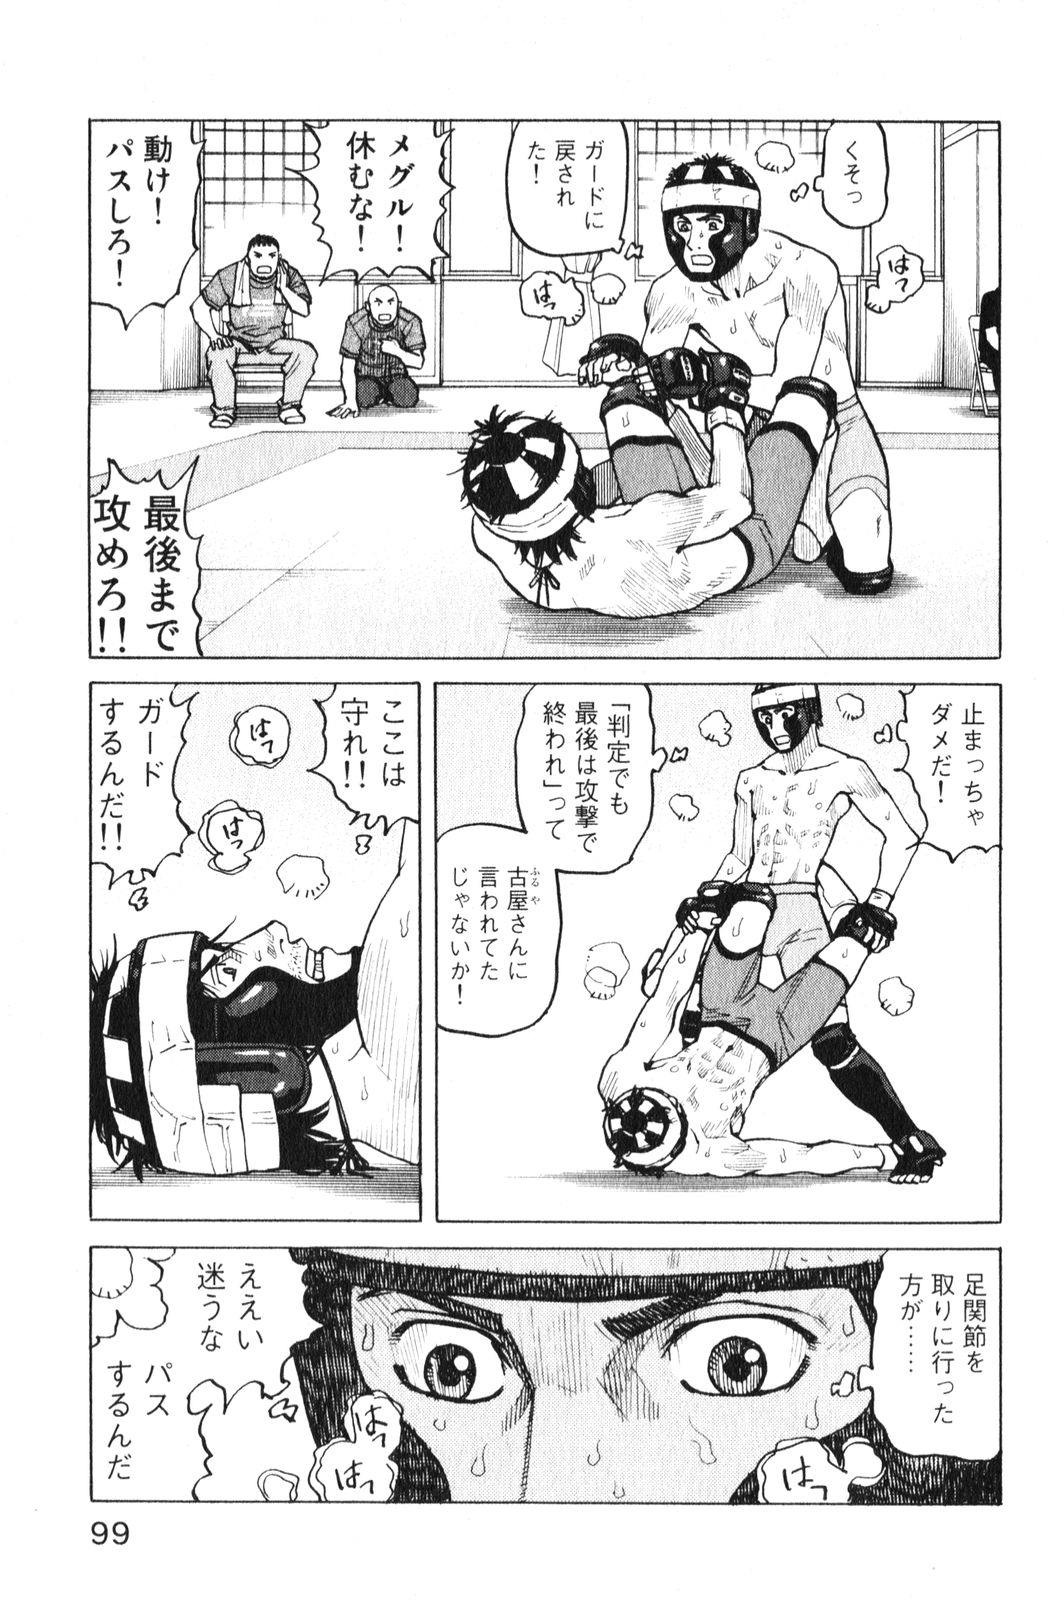 くそっ
ガードに
戻され
た！
はっ
はっ
メグル！
休むな！
動け！
パスしろ！
最後まで
攻めろ！！
止まっちゃ
ダメだ！
「判定でも
最後は攻撃で
終われ」って
古屋さんに
ふるや
言われてた
じゃないか！
ここは
守れ！！
はっ
はっ
ガード
するんだ！！
足関節を
取りに行った
方が……
はっ
はっ
はっ
ええい
迷うな
パス
するんだ
99